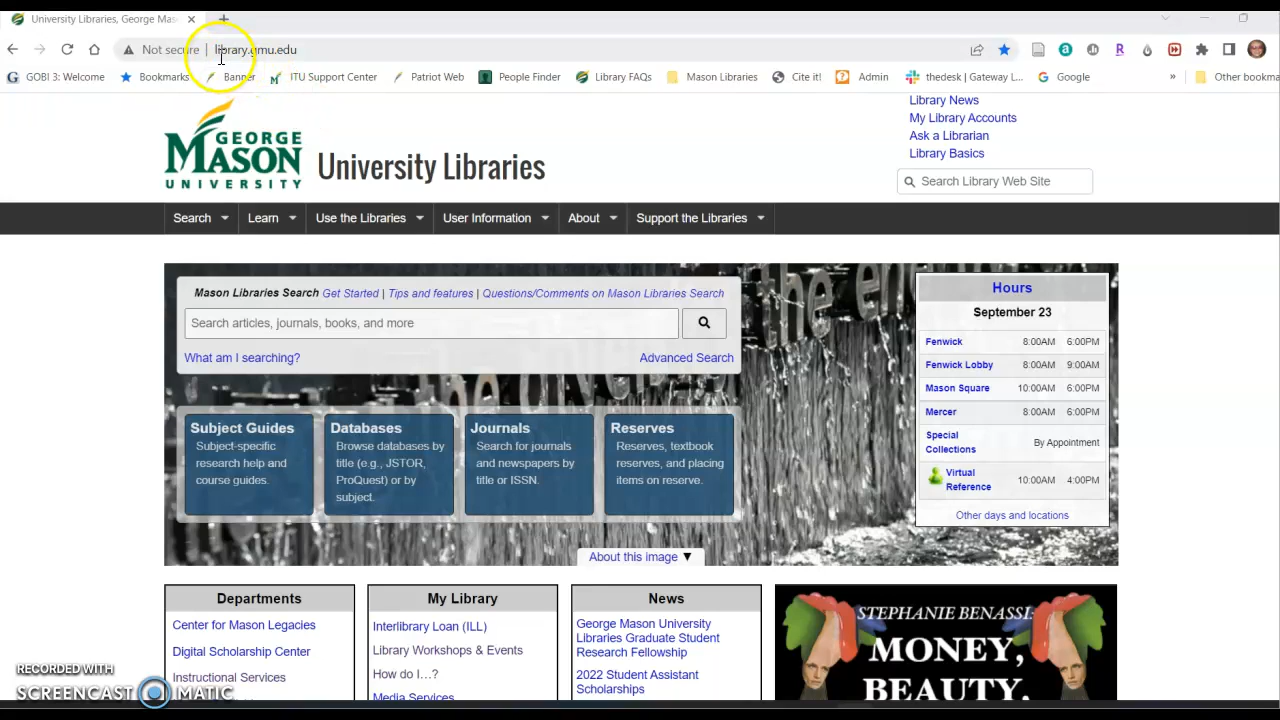 University Libraries, George Mas
Not secure
library.gmu.edu
GOBI 3: Welcome
Bookmarks
Banner
ITU Support Center
Patriot Web
People Finder
Library FAQs
Mason Libraries
Cite it!
Admin
thedesk | Gateway L...
Google
»
Other bookma
GEORGE
MASON
UNIVERSITY
University Libraries
Library News
My Library Accounts
Ask a Librarian
Library Basics
Search Library Web Site
Search
Learn
Use the Libraries
User Information
About
Support the Libraries
Mason Libraries Search Get Started | Tips and features | Questions/Comments on Mason Libraries Search
Search articles, journals, books, and more
What am I searching?
Advanced Search
Subject Guides
Subject-specific
research help and
course guides.
Databases
Browse databases by
title (e.g., JSTOR,
ProQuest) or by
subject.
Journals
Search for journals
and newspapers by
title or ISSN.
Reserves
Reserves, textbook
reserves, and placing
items on reserve.
the en
About this image ▼
Hours
September 23
Fenwick 8:00AM 6:00PM
Fenwick Lobby 8:00AM 9:00AM
Mason Square 10:00AM 6:00PM
Mercer 8:00AM 6:00PM
Special
Collections
By Appointment
Virtual
Reference
10:00AM 4:00PM
Other days and locations
Departments
Center for Mason Legacies
Digital Scholarship Center
Instructional Services
My Library
Interlibrary Loan (ILL)
Library Workshops & Events
How do I…?
Media Services
News
George Mason University
Libraries Graduate Student
Research Fellowship
2022 Student Assistant
Scholarships
STEPHANIE BENASSI:
MONEY,
BEAUTY,
RECORDED WITH
SCREENCAST MATIC